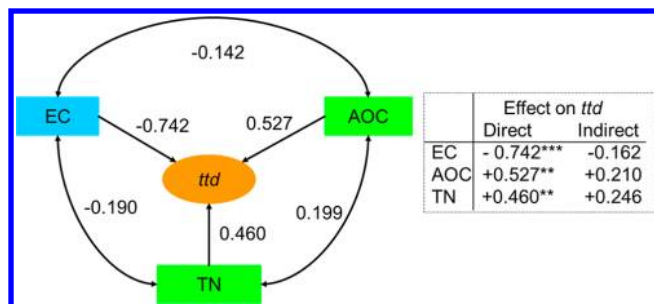 -0.142
EC
AOC
-0.742
0.527
ttd
-0.190
0.199
0.460
TN
Effect on ttd
Direct Indirect
EC - 0.742*** -0.162
AOC +0.527** +0.210
TN +0.460** +0.246